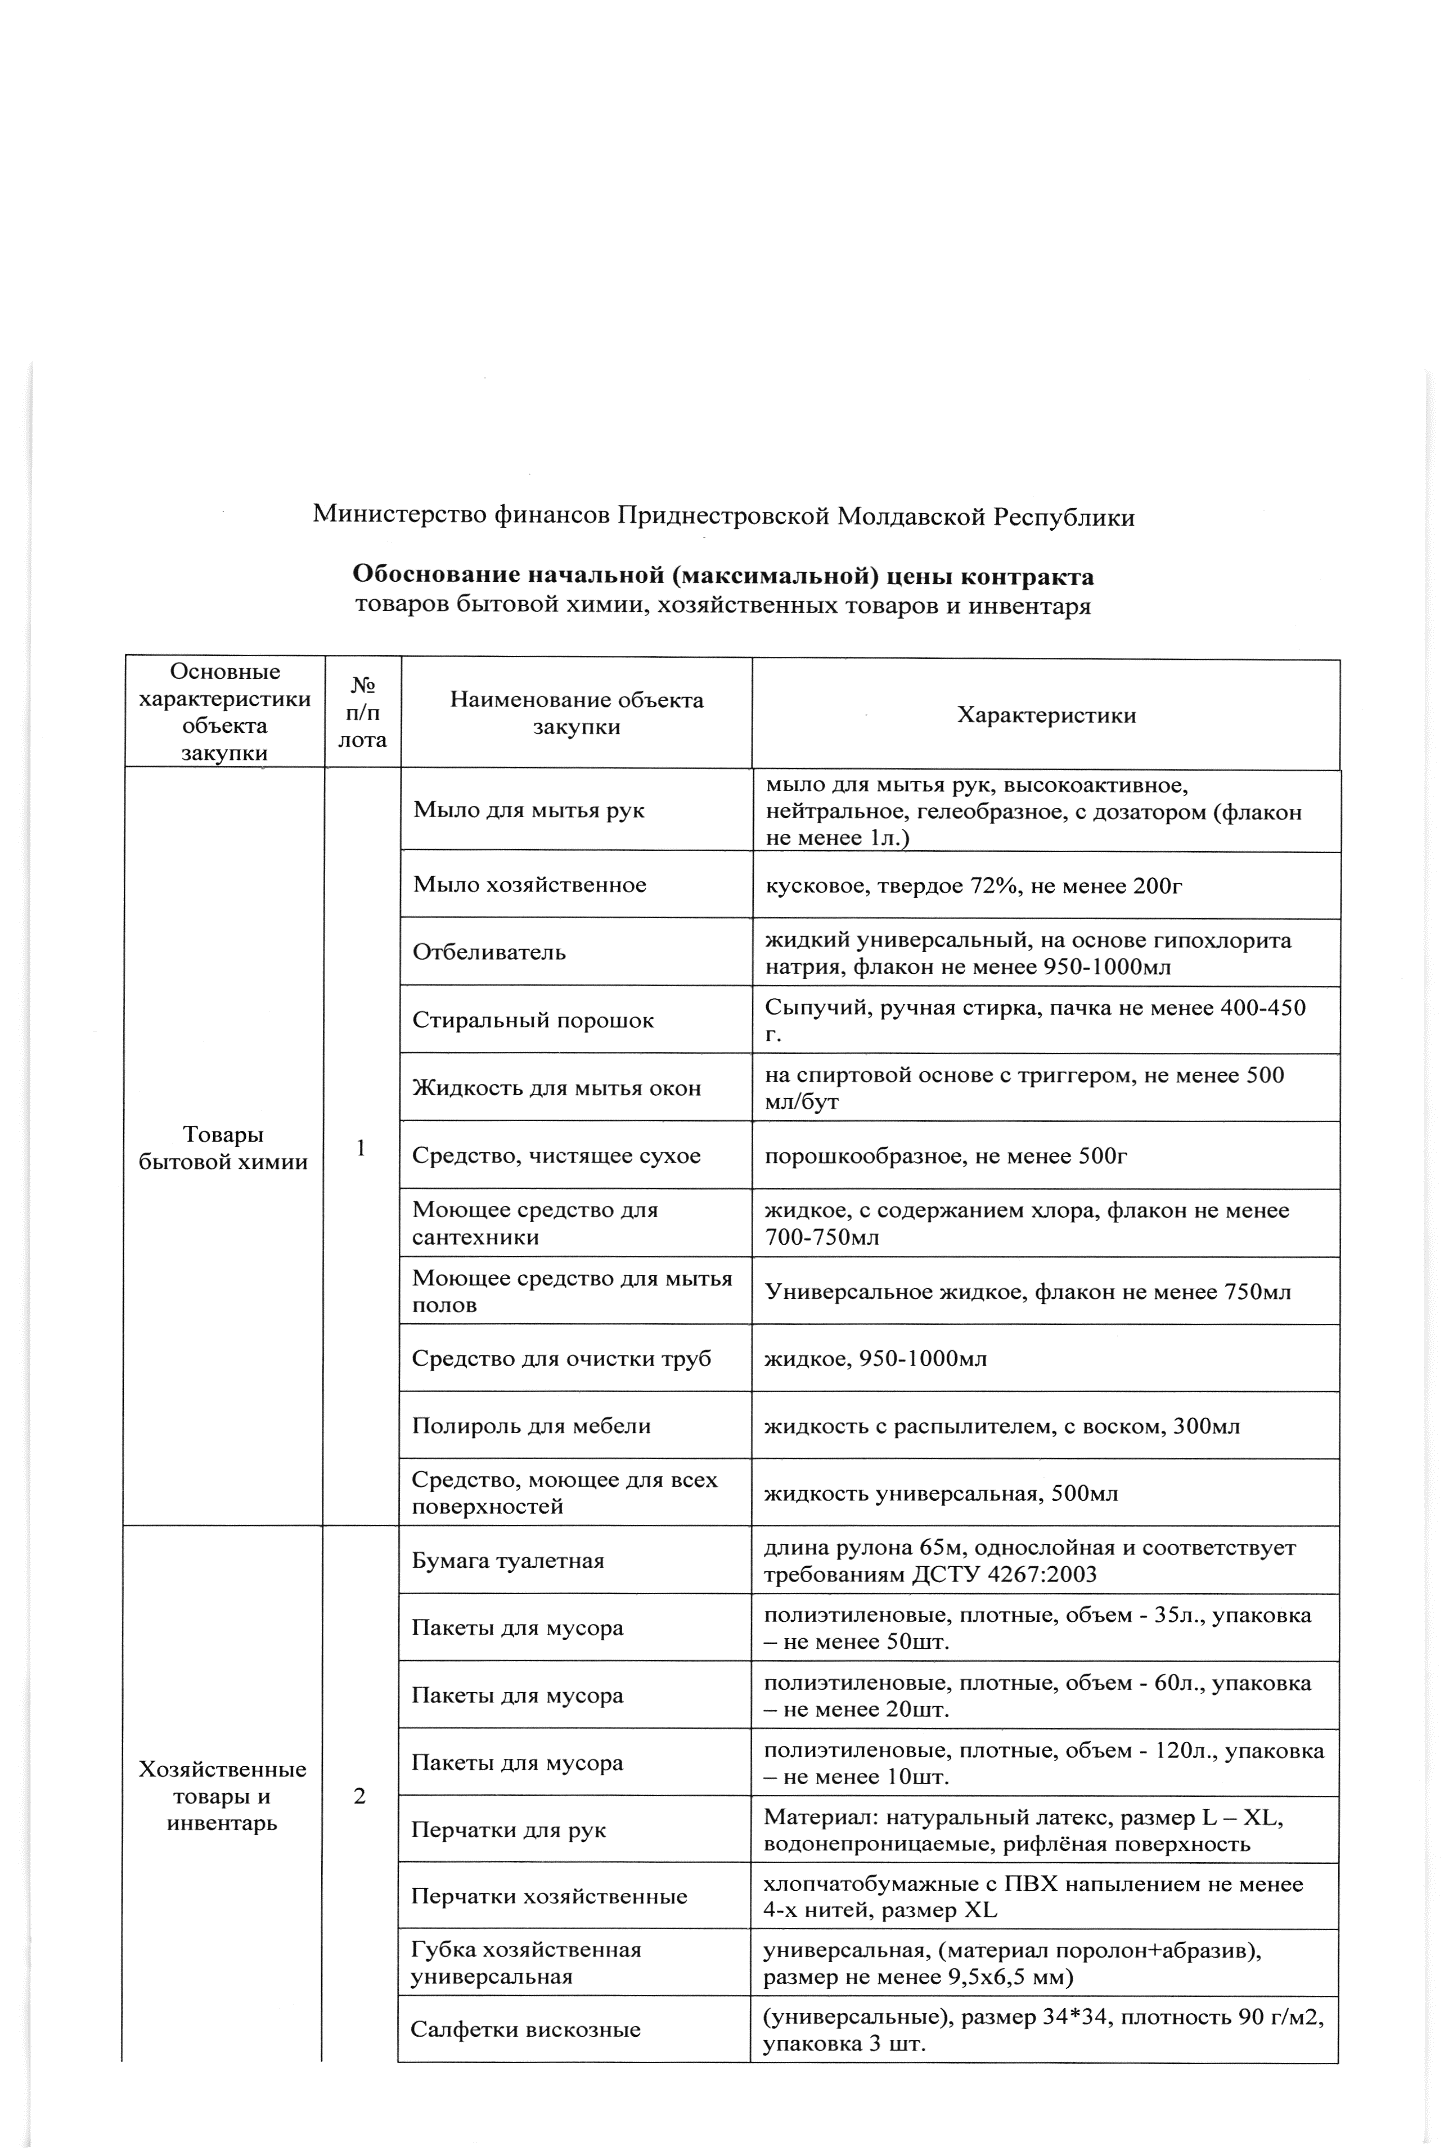 Министерство финансов Приднестровской Молдавской Республики
Обоснование начальной (максимальной) цены контракта
товаров бытовой химии, хозяйственных товаров и инвентаря
Основные
характеристики
объекта
закупки
№
п/п
лота
Наименование объекта
закупки
Характеристики
Товары
бытовой химии
1
Мыло для мытья рук
мыло для мытья рук, высокоактивное,
нейтральное, гелеобразное, с дозатором (флакон
не менее 1л.)
Мыло хозяйственное
кусковое, твердое 72%, не менее 200г
Отбеливатель
жидкий универсальный, на основе гипохлорита
натрия, флакон не менее 950-1000мл
Стиральный порошок
Сыпучий, ручная стирка, пачка не менее 400-450
г.
Жидкость для мытья окон
на спиртовой основе с триггером, не менее 500
мл/бут
Средство, чистящее сухое
порошкообразное, не менее 500г
Моющее средство для
сантехники
жидкое, с содержанием хлора, флакон не менее
700-750мл
Моющее средство для мытья
полов
Универсальное жидкое, флакон не менее 750мл
Средство для очистки труб
жидкое, 950-1000мл
Полироль для мебели
жидкость с распылителем, с воском, 300мл
Средство, моющее для всех
поверхностей
жидкость универсальная, 500мл
Хозяйственные
товары и
инвентарь
2
Бумага туалетная
длина рулона 65м, однослойная и соответствует
требованиям ДСТУ 4267:2003
Пакеты для мусора
полиэтиленовые, плотные, объем - 35л., упаковка
– не менее 50шт.
Пакеты для мусора
полиэтиленовые, плотные, объем - 60л., упаковка
– не менее 20шт.
Пакеты для мусора
полиэтиленовые, плотные, объем - 120л., упаковка
– не менее 10шт.
Перчатки для рук
Материал: натуральный латекс, размер L – XL,
водонепроницаемые, рифлёная поверхность
Перчатки хозяйственные
хлопчатобумажные с ПВХ напылением не менее
4-х нитей, размер XL
Губка хозяйственная
универсальная
универсальная, (материал поролон+абразив),
размер не менее 9,5х6,5 мм)
Салфетки вискозные
(универсальные), размер 34*34, плотность 90 г/м2,
упаковка 3 шт.